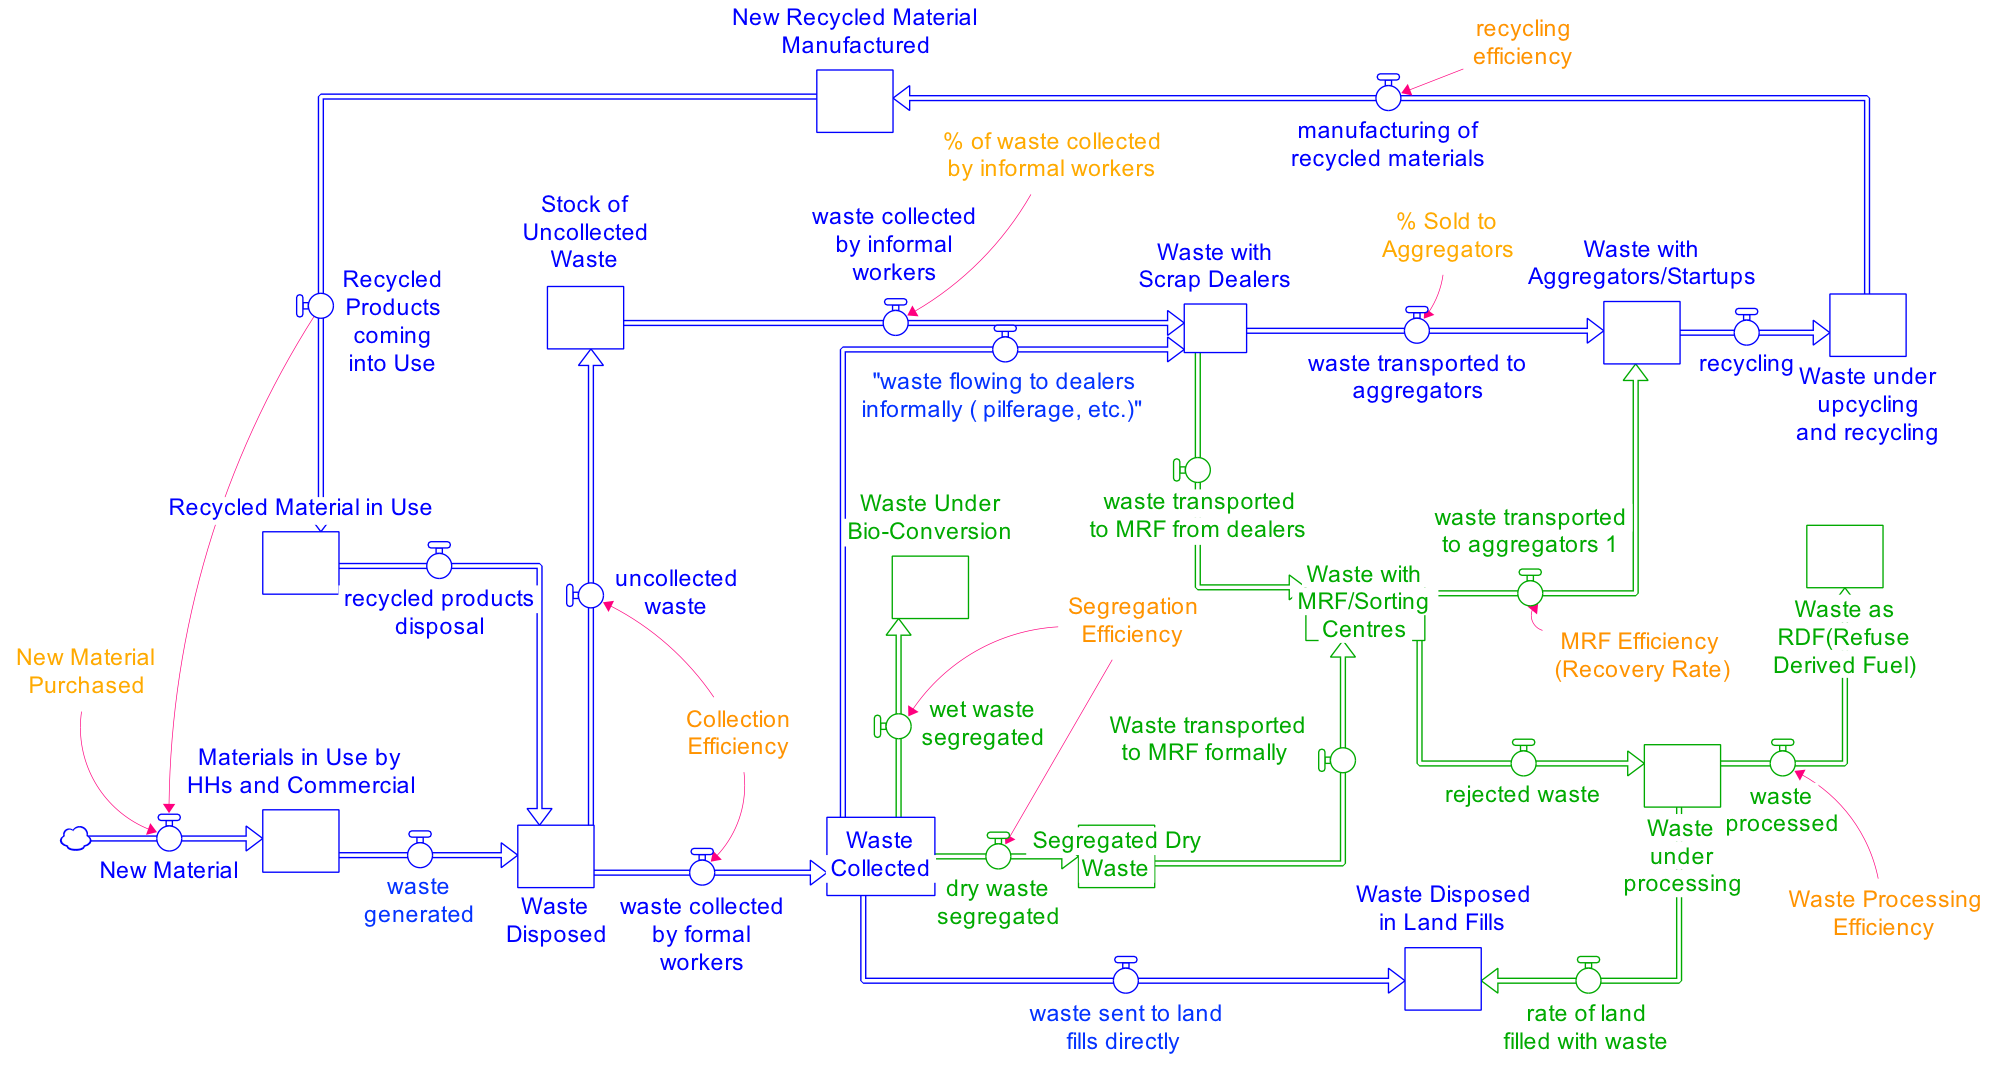 New Recycled Material
Manufactured
recycling
efficiency
manufacturing of
recycled materials
% of waste collected
by informal workers
Stock of
Uncollected
Waste
waste collected
by informal
workers
Waste with
Scrap Dealers
% Sold to
Aggregators
Waste with
Aggregators/Startups
Recycled
Products
coming
into Use
"waste flowing to dealers
informally ( pilferage, etc.)"
waste transported to
aggregators
recycling
Waste under
upcycling
and recycling
Recycled Material in Use
Waste Under
Bio-Conversion
waste transported
to MRF from dealers
waste transported
to aggregators 1
recycled products
disposal
uncollected
waste
Segregation
Efficiency
Waste with
MRF/Sorting
Centres
MRF Efficiency
(Recovery Rate)
Waste as
RDF(Refuse
Derived Fuel)
New Material
Purchased
Collection
Efficiency
wet waste
segregated
Waste transported
to MRF formally
Materials in Use by
HHs and Commercial
rejected waste
waste
processed
New Material
waste
generated
Waste
Disposed
waste collected
by formal
workers
Waste
Collected
dry waste
segregated
Segregated Dry
Waste
Waste
under
processing
Waste Processing
Efficiency
Waste Disposed
in Land Fills
waste sent to land
fills directly
rate of land
filled with waste